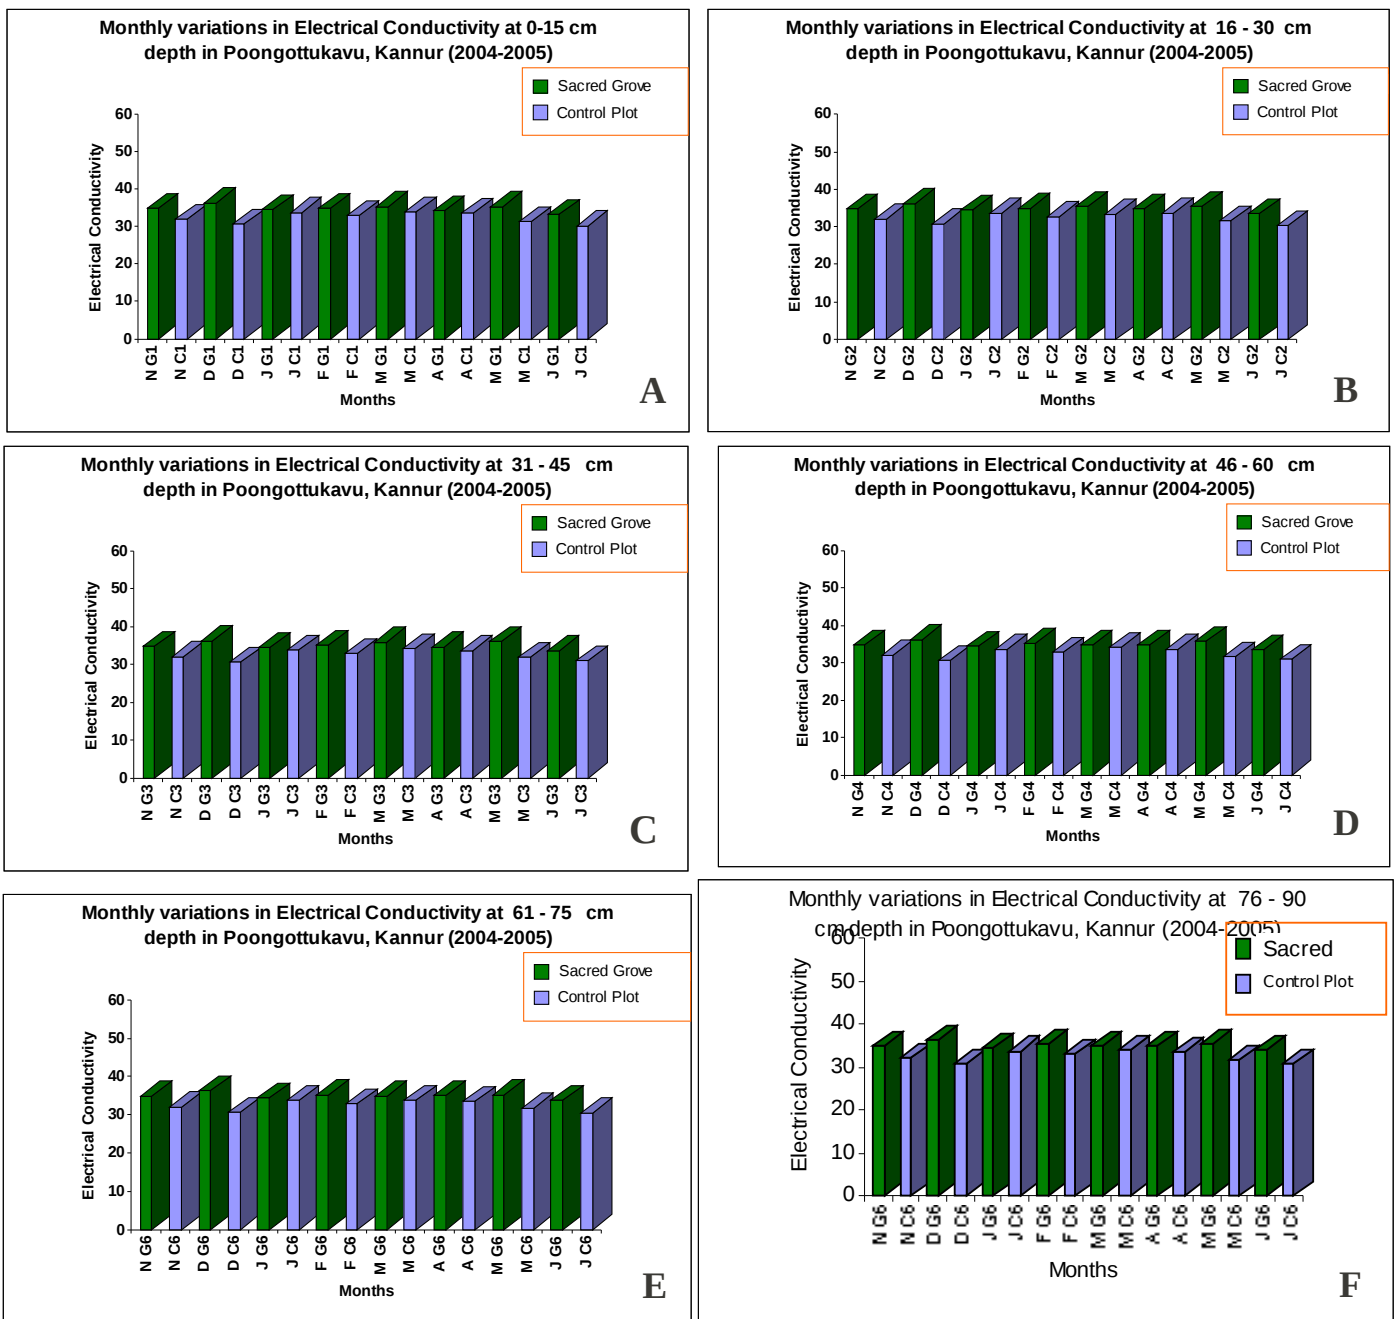 Monthly variations in Electrical Conductivity at 0-15 cm
depth in Poongottukavu, Kannur (2004-2005)
Sacred Grove
Control Plot
60
50
40
30
20
10
0
Electrical Conductivity
N G1
N C1
D G1
D C1
J G1
J C1
F G1
F C1
M G1
M C1
A G1
A C1
M G1
M C1
J G1
J C1
Months
A
Monthly variations in Electrical Conductivity at 16 - 30 cm
depth in Poongottukavu, Kannur (2004-2005)
Sacred Grove
Control Plot
60
50
40
30
20
10
0
Electrical Conductivity
N G2
N C2
D G2
D C2
J G2
J C2
F G2
F C2
M G2
M C2
A G2
A C2
M G2
M C2
J G2
J C2
Months
B
Monthly variations in Electrical Conductivity at 31 - 45 cm
depth in Poongottukavu, Kannur (2004-2005)
Sacred Grove
Control Plot
60
50
40
30
20
10
0
Electrical Conductivity
N G3
N C3
D G3
D C3
J G3
J C3
F G3
F C3
M G3
M C3
A G3
A C3
M G3
M C3
J G3
J C3
Months
C
Monthly variations in Electrical Conductivity at 46 - 60 cm
depth in Poongottukavu, Kannur (2004-2005)
Sacred Grove
Control Plot
60
50
40
30
20
10
0
Electrical Conductivity
N G4
N C4
D G4
D C4
J G4
J C4
F G4
F C4
M G4
M C4
A G4
A C4
M G4
M C4
J G4
J C4
Months
D
Monthly variations in Electrical Conductivity at 61 - 75 cm
depth in Poongottukavu, Kannur (2004-2005)
Sacred Grove
Control Plot
60
50
40
30
20
10
0
Electrical Conductivity
N G6
N C6
D G6
D C6
J G6
J C6
F G6
F C6
M G6
M C6
A G6
A C6
M G6
M C6
J G6
J C6
Months
E
Monthly variations in Electrical Conductivity at 76 - 90
cm depth in Poongottukavu, Kannur (2004-2005)
Sacred
Control Plot
60
50
40
30
20
10
0
Electrical Conductivity
N G6
N C6
D G6
D C6
J G6
J C6
F G6
F C6
M G6
M C6
A G6
A C6
M G6
M C6
J G6
J C6
Months
F